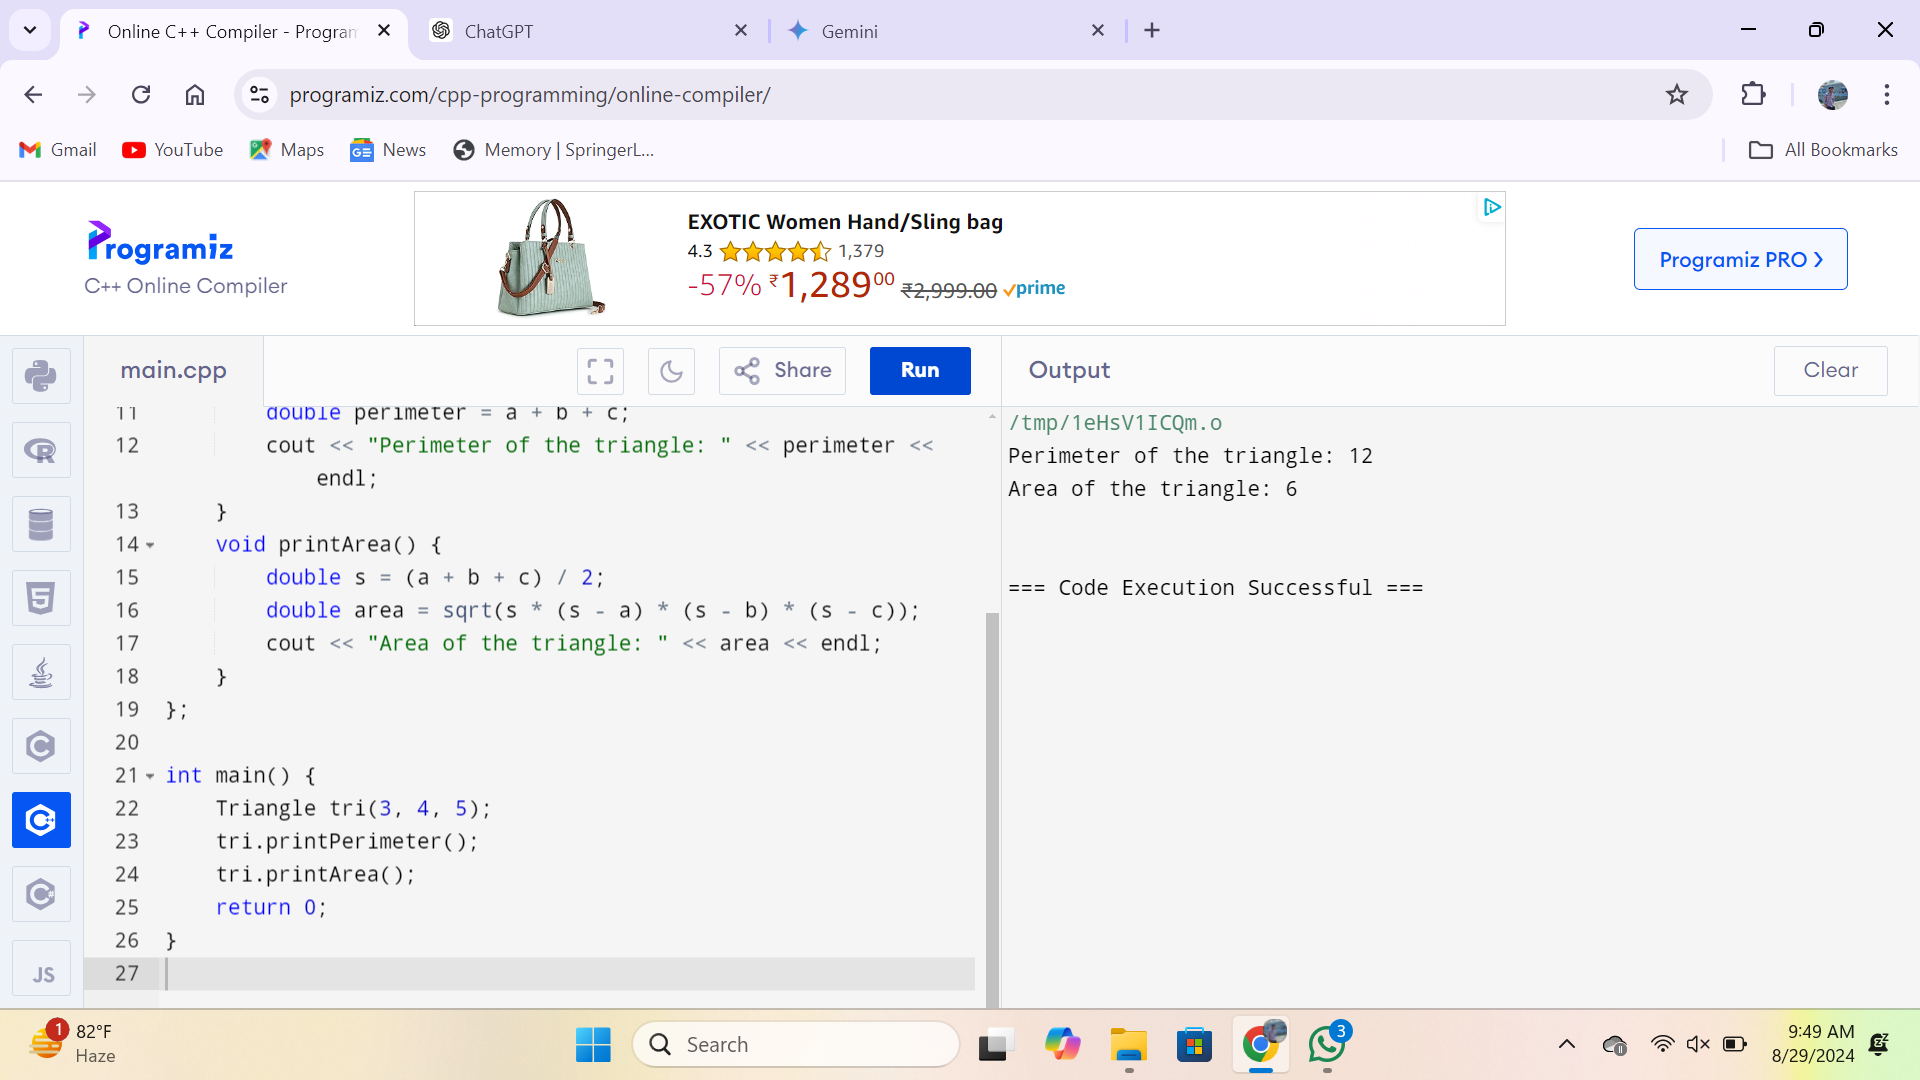 Online C++ Compiler - Program
ChatGPT
Gemini
programiz.com/cpp-programming/online-compiler/
Gmail
YouTube
Maps
News
Memory | SpringerL...
All Bookmarks
Programiz
C++ Online Compiler
EXOTIC Women Hand/Sling bag
4.3 1,379
-57% ₹1,28900 ₹2,999.00 prime
Programiz PRO ›
main.cpp
Share
Run
Output
Clear
11 double perimeter = a + b + c;
12 cout << "Perimeter of the triangle: " << perimeter <<
endl;
13 }
14 void printArea() {
15 double s = (a + b + c) / 2;
16 double area = sqrt(s * (s - a) * (s - b) * (s - c));
17 cout << "Area of the triangle: " << area << endl;
18 }
19 };
20
21 int main() {
22 Triangle tri(3, 4, 5);
23 tri.printPerimeter();
24 tri.printArea();
25 return 0;
26 }
27
/tmp/1eHsV1ICQm.o
Perimeter of the triangle: 12
Area of the triangle: 6
=== Code Execution Successful ===
JS
1
82°F
Haze
Search
3
9:49 AM
8/29/2024